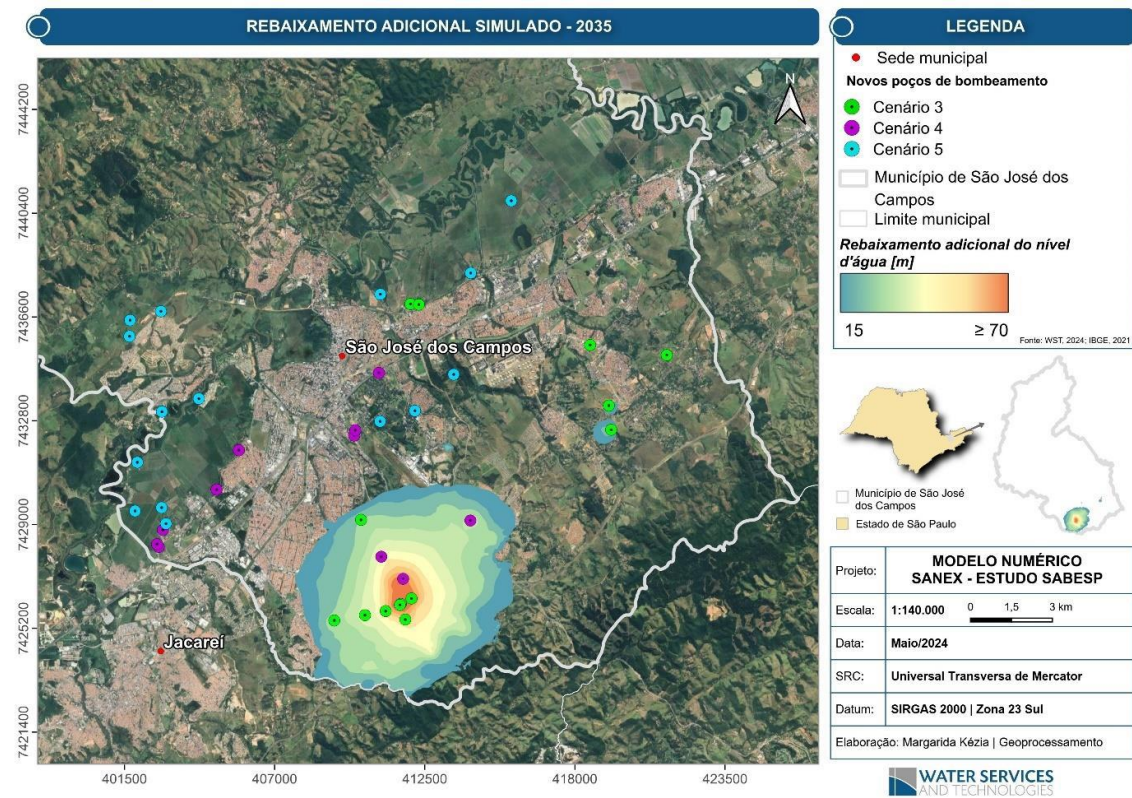 REBAIXAMENTO ADICIONAL SIMULADO - 2035
7444200
7440400
7436600
7432800
7429000
7425200
7421400
N
São José dos Campos
Jacareí
401500
407000
412500
418000
423500
LEGENDA
Sede municipal
Novos poços de bombeamento
Cenário 3
Cenário 4
Cenário 5
Município de São José dos
Campos
Limite municipal
Rebaixamento adicional do nível
d'água [m]
15
≥ 70
Fonte: WST, 2024; IBGE, 2021
Município de São José
dos Campos
Estado de São Paulo
Projeto:
MODELO NUMÉRICO
SANEX - ESTUDO SABESP
Escala:
1:140.000
0 1,5 3 km
Data:
Maio/2024
SRC:
Universal Transversa de Mercator
Datum:
SIRGAS 2000 | Zona 23 Sul
Elaboração: Margarida Kézia | Geoprocessamento
WATER SERVICES
AND TECHNOLOGIES